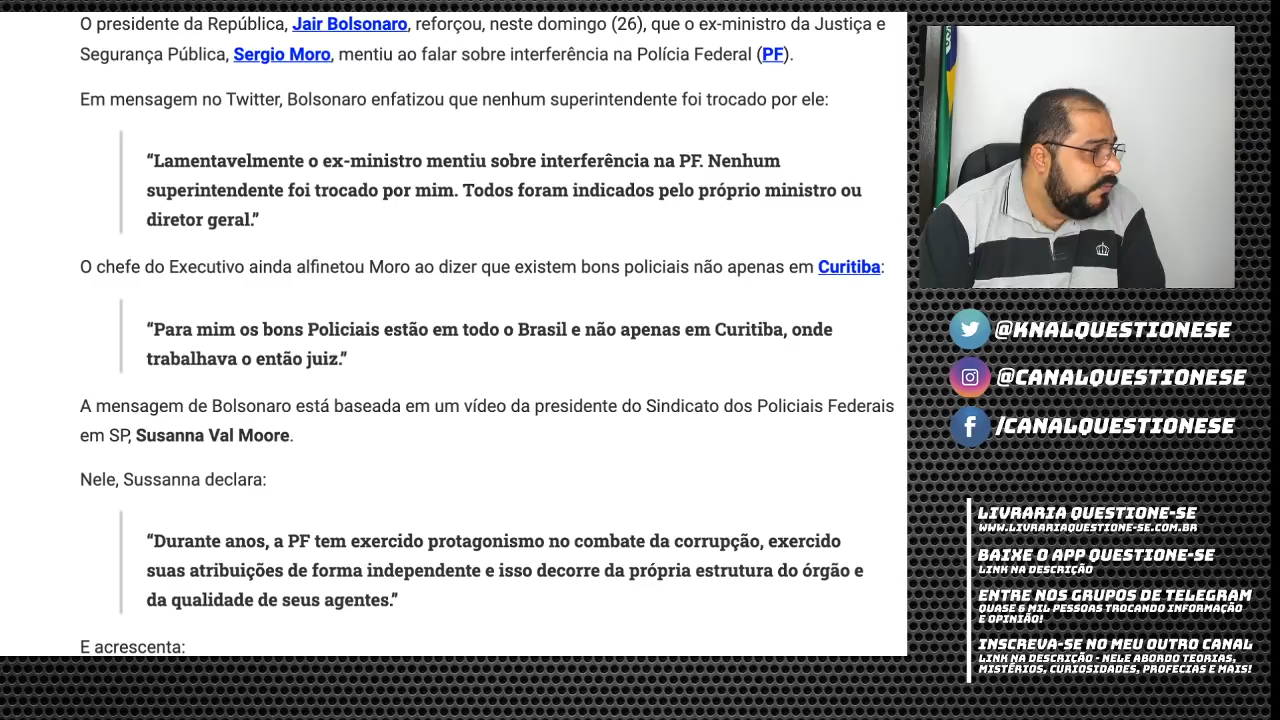 O presidente da República, Jair Bolsonaro, reforçou, neste domingo (26), que o ex-ministro da Justiça e
Segurança Pública, Sergio Moro, mentiu ao falar sobre interferência na Polícia Federal (PF).
Em mensagem no Twitter, Bolsonaro enfatizou que nenhum superintendente foi trocado por ele:
“Lamentavelmente o ex-ministro mentiu sobre interferência na PF. Nenhum
superintendente foi trocado por mim. Todos foram indicados pelo próprio ministro ou
diretor geral.”
O chefe do Executivo ainda alfinetou Moro ao dizer que existem bons policiais não apenas em Curitiba:
“Para mim os bons Policiais estão em todo o Brasil e não apenas em Curitiba, onde
trabalhava o então juiz.”
A mensagem de Bolsonaro está baseada em um vídeo da presidente do Sindicato dos Policiais Federais
em SP, Susanna Val Moore.
Nele, Sussanna declara:
“Durante anos, a PF tem exercido protagonismo no combate da corrupção, exercido
suas atribuições de forma independente e isso decorre da própria estrutura do órgão e
da qualidade de seus agentes.”
E acrescenta:
@KNALQUESTIONESE
@CANALQUESTIONESE
/CANALQUESTIONESE
LIVRARIA QUESTIONE-SE
WWW.LIVRARIAQUESTIONE-SE.COM.BR
BAIXE O APP QUESTIONE-SE
LINK NA DESCRIÇÃO
ENTRE NOS GRUPOS DE TELEGRAM
QUASE 6 MIL PESSOAS TROCANDO INFORMAÇÃO
E OPINIÃO!
INSCREVA-SE NO MEU OUTRO CANAL
LINK NA DESCRIÇÃO - NELE ABORDO TEORIAS,
MISTÉRIOS, CURIOSIDADES, PROFECIAS E MAIS!